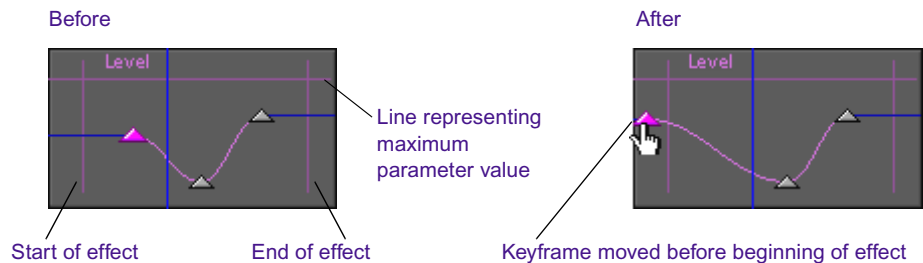 Before
After
Level
Level
Line representing
maximum
parameter value
Start of effect
End of effect
Keyframe moved before beginning of effect